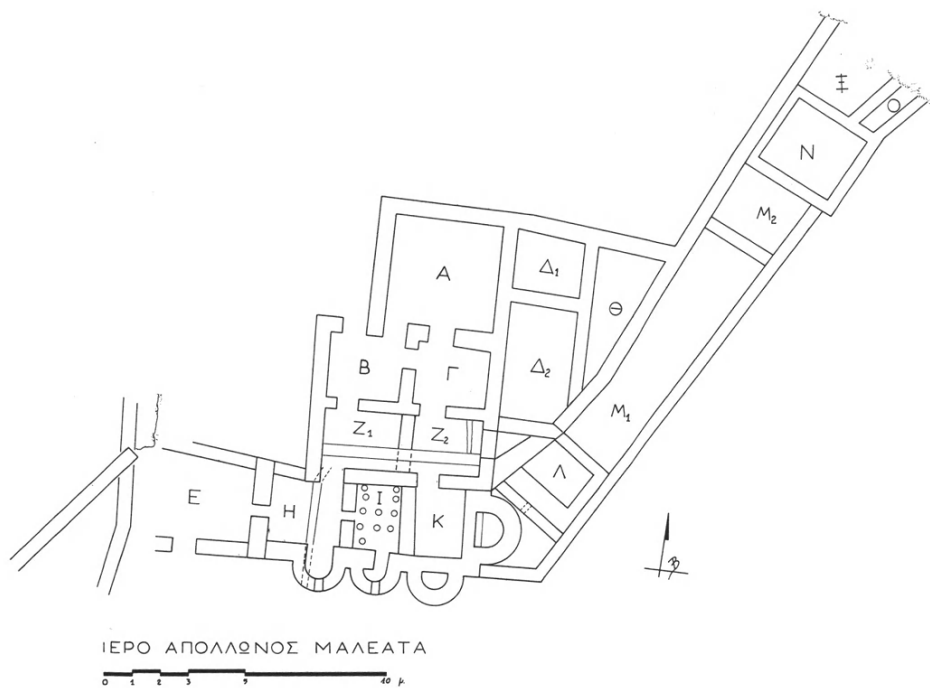 Ξ
Ο
Ν
Μ₂
Α
Δ₁
Θ
Β
Γ
Δ₂
Μ₁
Ζ₁
Ζ₂
Λ
Ε
Η
Ι
Κ
Β
ΙΕΡΟ ΑΠΟΛΛΩΝΟΣ ΜΑΛΕΑΤΑ
0 1 2 3 5 10 μ.